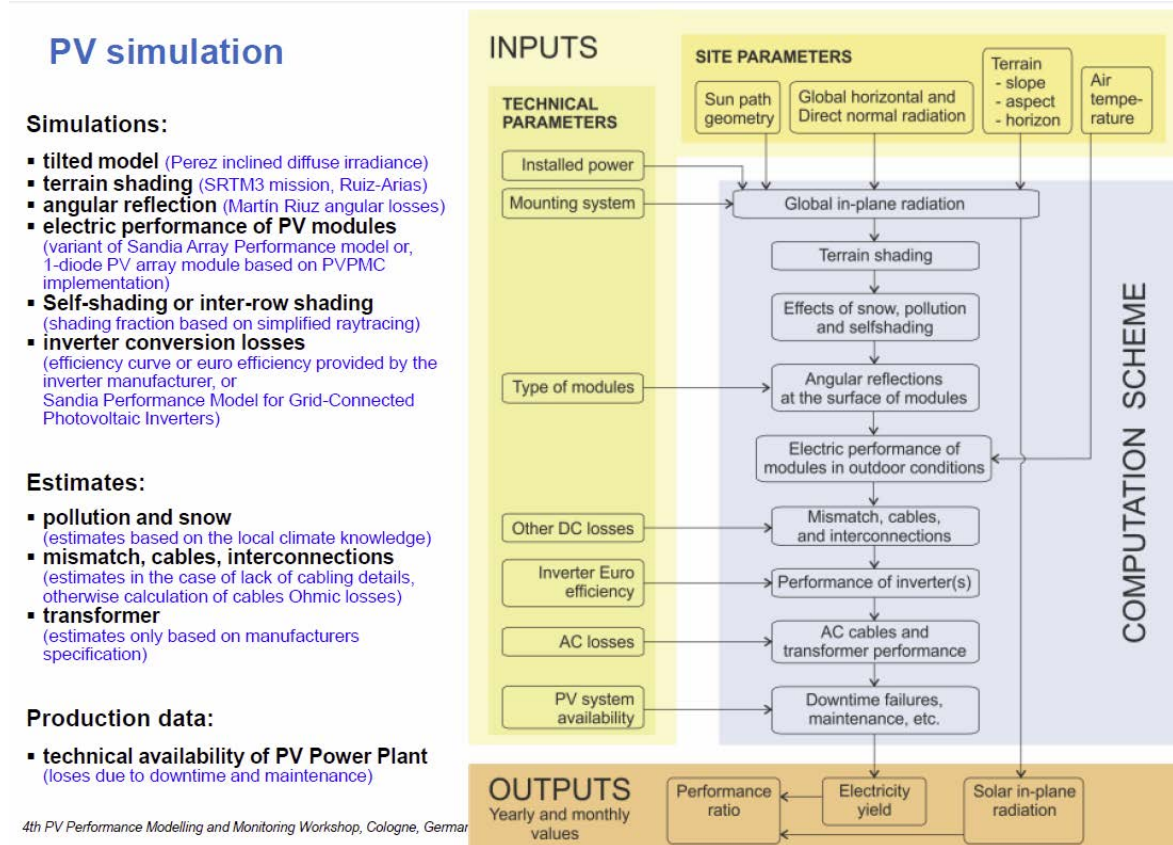 PV simulation
Simulations:
▪ tilted model (Perez inclined diffuse irradiance)
▪ terrain shading (SRTM3 mission, Ruiz-Arias)
▪ angular reflection (Martín Riuz angular losses)
▪ electric performance of PV modules
(variant of Sandia Array Performance model or,
1-diode PV array module based on PVPMC
implementation)
▪ Self-shading or inter-row shading
(shading fraction based on simplified raytracing)
▪ inverter conversion losses
(efficiency curve or euro efficiency provided by the
inverter manufacturer, or
Sandia Performance Model for Grid-Connected
Photovoltaic Inverters)
Estimates:
▪ pollution and snow
(estimates based on the local climate knowledge)
▪ mismatch, cables, interconnections
(estimates in the case of lack of cabling details,
otherwise calculation of cables Ohmic losses)
▪ transformer
(estimates only based on manufacturers
specification)
Production data:
▪ technical availability of PV Power Plant
(loses due to downtime and maintenance)
4th PV Performance Modelling and Monitoring Workshop, Cologne,
INPUTS
SITE PARAMETERS
Sun path
geometry
Global horizontal and
Direct normal radiation
Terrain
- slope
- aspect
- horizon
Air
tempe-
rature
TECHNICAL
PARAMETERS
Installed power
Mounting system
Type of modules
Other DC losses
Inverter Euro
efficiency
AC losses
PV system
availability
Global in-plane radiation
Terrain shading
Effects of snow, pollution
and selfshading
Angular reflections
at the surface of modules
Electric performance of
modules in outdoor conditions
Mismatch, cables,
and interconnections
Performance of inverter(s)
AC cables and
transformer performance
Downtime failures,
maintenance, etc.
COMPUTATION SCHEME
OUTPUTS
Yearly and monthly
values
Performance
ratio
Electricity
yield
Solar in-plane
radiation